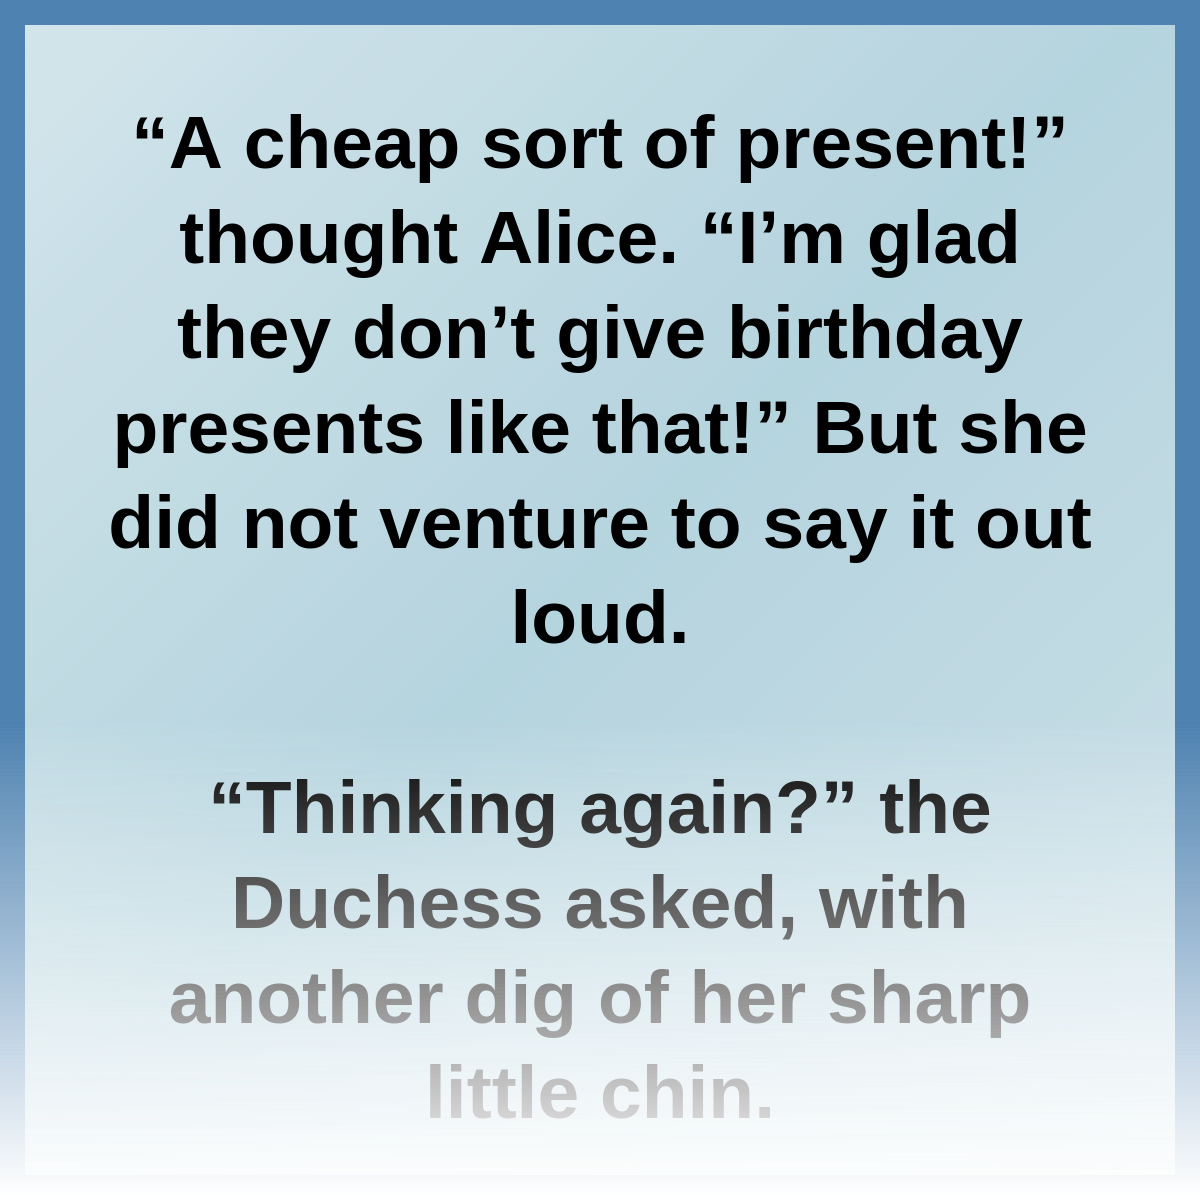 “A cheap sort of present!”
thought Alice. “I’m glad
they don’t give birthday
presents like that!” But she
did not venture to say it out
loud.
“Thinking again?” the
Duchess asked, with
another dig of her sharp
little chin.